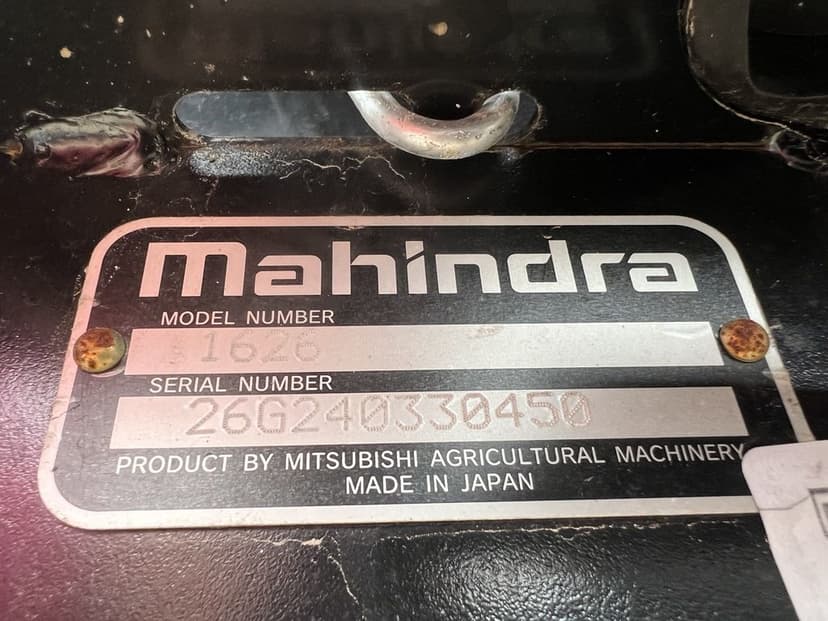 mahindra
MODEL NUMBER
1626
SERIAL NUMBER
26G240330450
PRODUCT BY MITSUBISHI AGRICULTURAL MACHINERY
MADE IN JAPAN